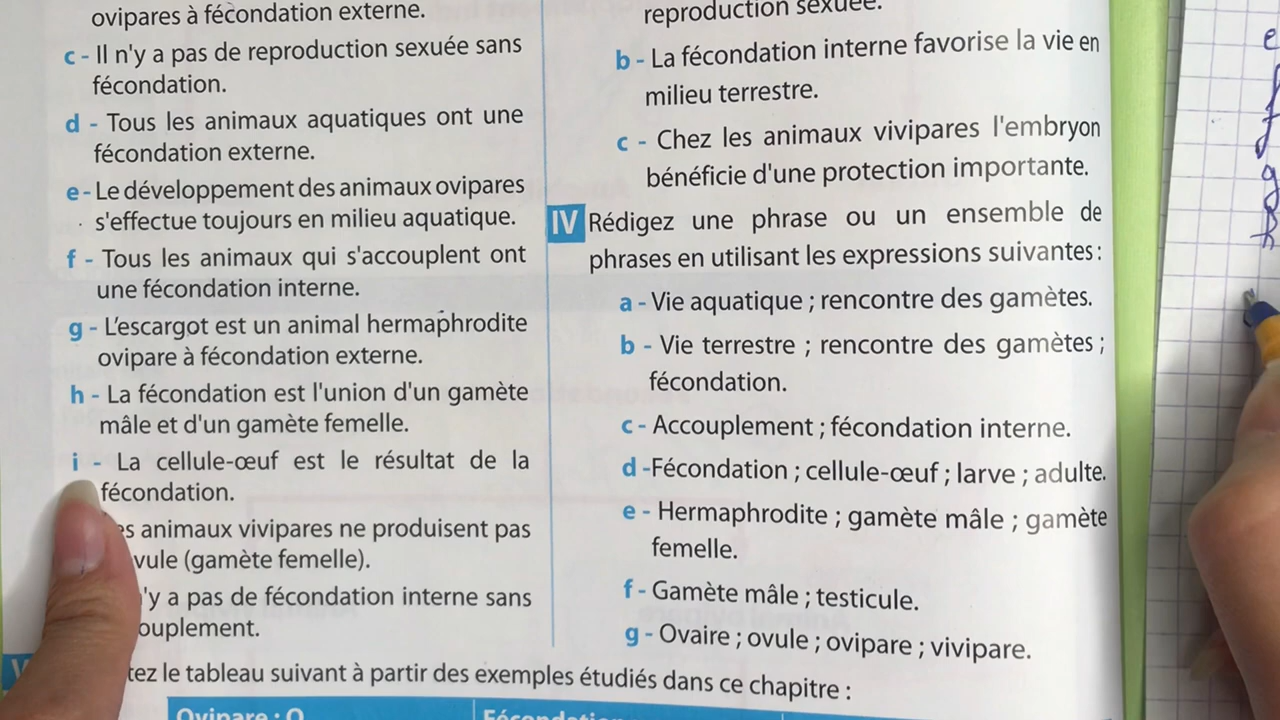 ovipares à fécondation externe.
c - Il n'y a pas de reproduction sexuée sans
fécondation.
d - Tous les animaux aquatiques ont une
fécondation externe.
e - Le développement des animaux ovipares
s'effectue toujours en milieu aquatique.
f - Tous les animaux qui s'accouplent ont
une fécondation interne.
g - L'escargot est un animal hermaphrodite
ovipare à fécondation externe.
h - La fécondation est l'union d'un gamète
mâle et d'un gamète femelle.
i - La cellule-œuf est le résultat de la
fécondation.
animaux vivipares ne produisent pas
(gamète femelle).
'y a pas de fécondation interne sans
ouplement.
reproduction sexuée.
b - La fécondation interne favorise la vie en
milieu terrestre.
c - Chez les animaux vivipares l'embryon
bénéficie d'une protection importante.
IV Rédigez une phrase ou un ensemble de
phrases en utilisant les expressions suivantes :
a - Vie aquatique ; rencontre des gamètes.
b - Vie terrestre ; rencontre des gamètes ;
fécondation.
c - Accouplement ; fécondation interne.
d -Fécondation ; cellule-œuf ; larve ; adulte.
e - Hermaphrodite ; gamète mâle ; gamète
femelle.
f - Gamète mâle ; testicule.
g - Ovaire ; ovule ; ovipare ; vivipare.
tez le tableau suivant à partir des exemples étudiés dans ce chapitre :
Ovipare : O
Fécondation
e
f
g
h